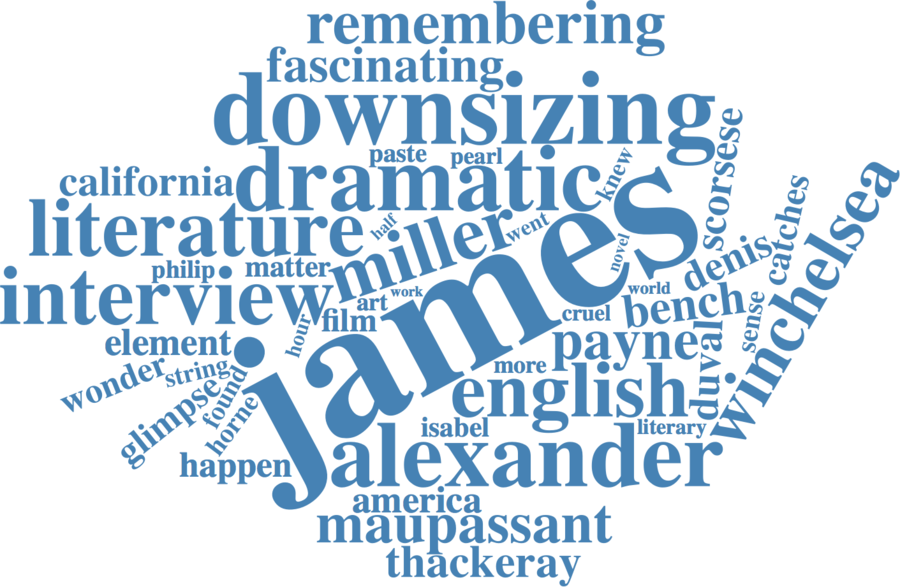 remembering
fascinating
downsizing
scorsese
paste
pearl
knew
california
dramatic
catches
winchelsea
literature
half
miller
went
james
novel
denis
philip
matter
interview
art
work
world
bench
sense
film
hour
cruel
element
payne
duval
wonder
string
more
glimpse
found
english
horne
isabel
literary
happen
alexander
america
maupassant
thackeray